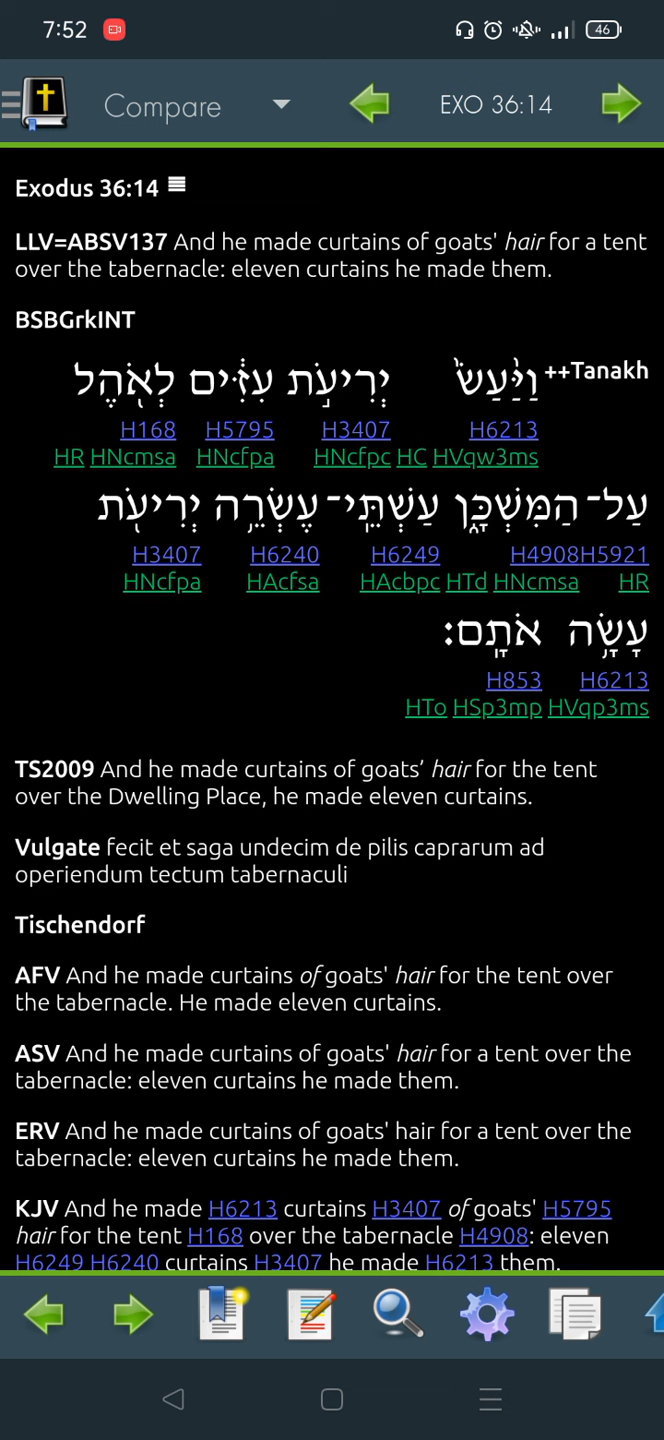 7:52
46
Compare
EXO 36:14
Exodus 36:14
LLV=ABSV137 And he made curtains of goats' hair for a tent
over the tabernacle: eleven curtains he made them.
BSBGrkINT
++Tanakh וַיַּ֙עַשׂ֙ יְרִיעֹ֣ת עִזִּ֔ים לְאֹ֖הֶל
H168 H5795 H3407 H6213
HR HNcmsa HNcfpa HNcfpc HC HVqw3ms
עַל־הַמִּשְׁכָּ֑ן עַשְׁתֵּֽי־עֶשְׂרֵ֥ה יְרִיעֹ֖ת
H3407 H6240 H6249 H4908H5921
HNcfpa HAcfsa HAcbpc HTd HNcmsa HR
עָשָׂ֥ה אֹתָֽם׃
H853 H6213
HTo HSp3mp HVqp3ms
TS2009 And he made curtains of goats’ hair for the tent
over the Dwelling Place, he made eleven curtains.
Vulgate fecit et saga undecim de pilis caprarum ad
operiendum tectum tabernaculi
Tischendorf
AFV And he made curtains of goats' hair for the tent over
the tabernacle. He made eleven curtains.
ASV And he made curtains of goats' hair for a tent over the
tabernacle: eleven curtains he made them.
ERV And he made curtains of goats' hair for a tent over the
tabernacle: eleven curtains he made them.
KJV And he made H6213 curtains H3407 of goats' H5795
hair for the tent H168 over the tabernacle H4908: eleven
H6249 H6240 curtains H3407 he made H6213 them.